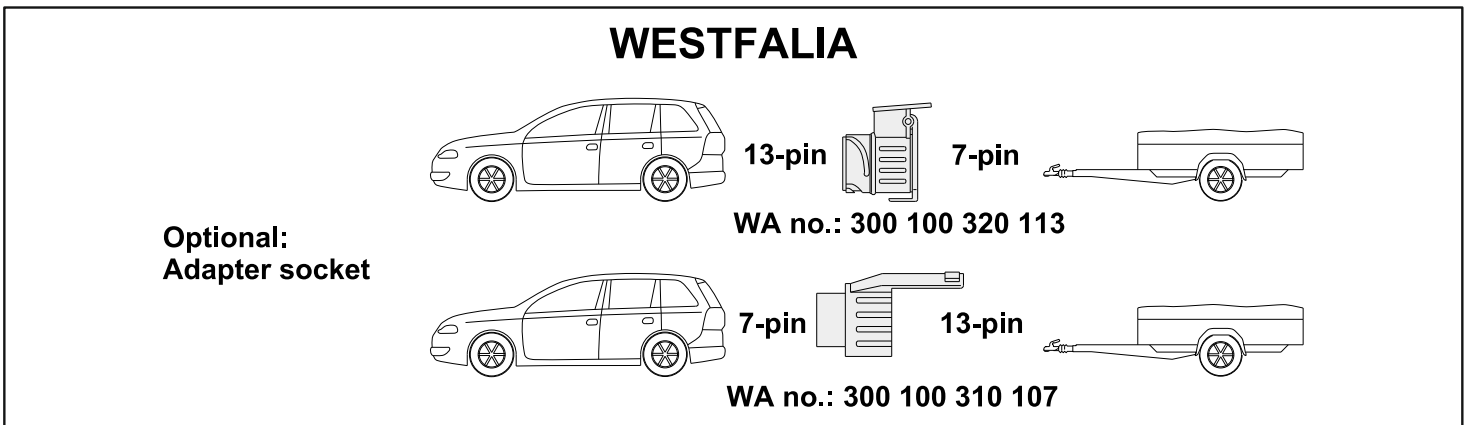 WESTFALIA
13-pin 7-pin
WA no.: 300 100 320 113
Optional:
Adapter socket
7-pin 13-pin
WA no.: 300 100 310 107